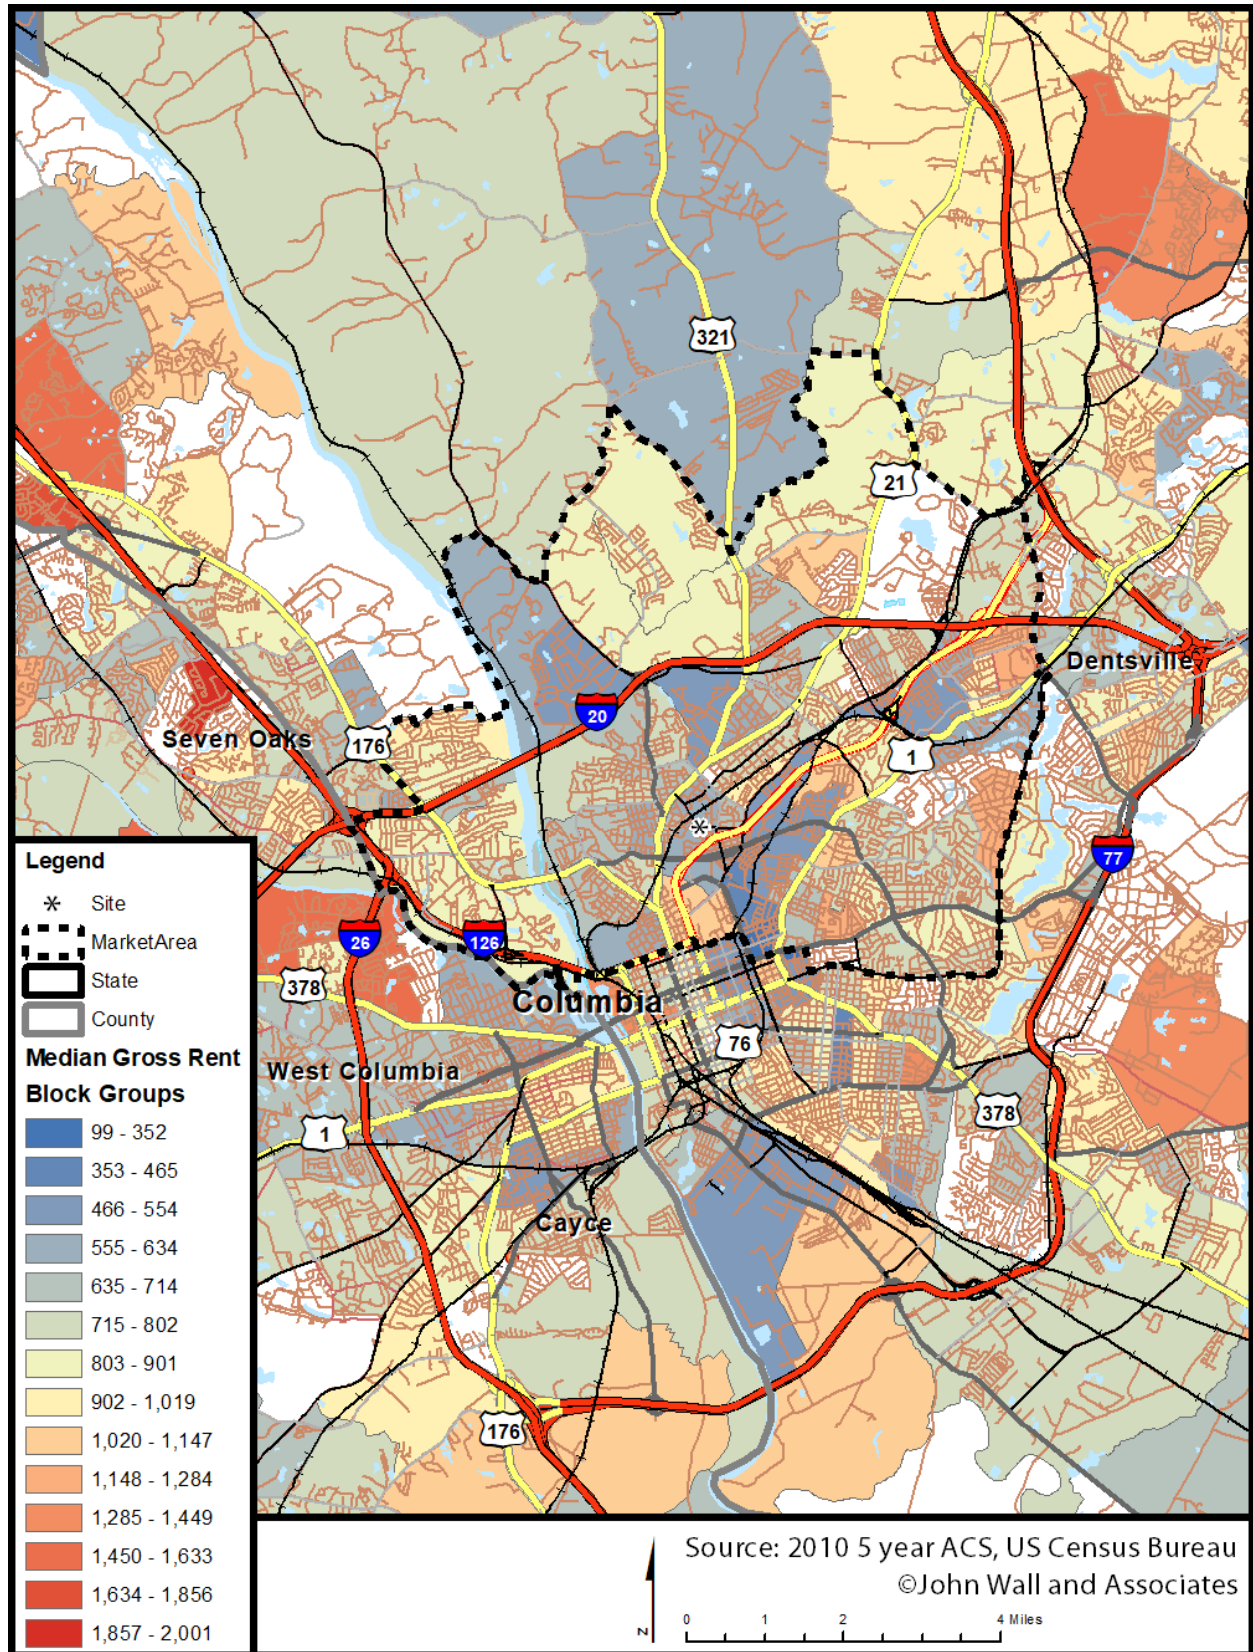 321
21
Dentsville
20
Seven Oaks
176
1
77
26
126
378
Columbia
76
West Columbia
378
1
Cayce
176
Legend
Site
MarketArea
State
County
Median Gross Rent
Block Groups
99 - 352
353 - 465
466 - 554
555 - 634
635 - 714
715 - 802
803 - 901
902 - 1,019
1,020 - 1,147
1,148 - 1,284
1,285 - 1,449
1,450 - 1,633
1,634 - 1,856
1,857 - 2,001
Source: 2010 5 year ACS, US Census Bureau
©John Wall and Associates
N
0 1 2 4 Miles